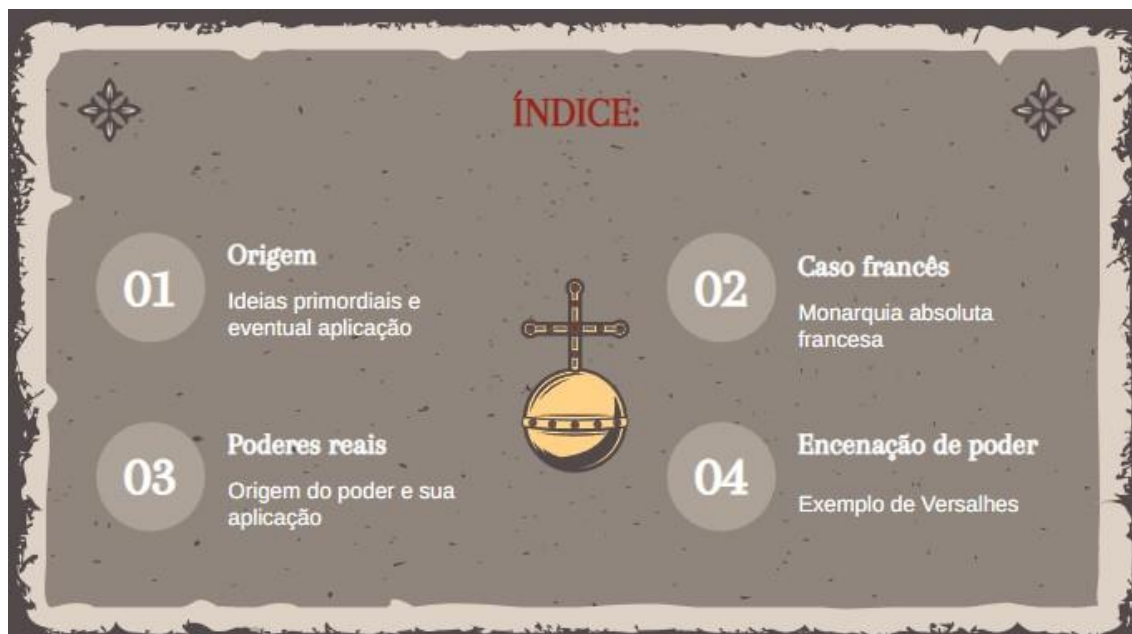 ÍNDICE:
01
Origem
Ideias primordiais e
eventual aplicação
02
Caso francês
Monarquia absoluta
francesa
03
Poderes reais
Origem do poder e sua
aplicação
04
Encenação de poder
Exemplo de Versalhes